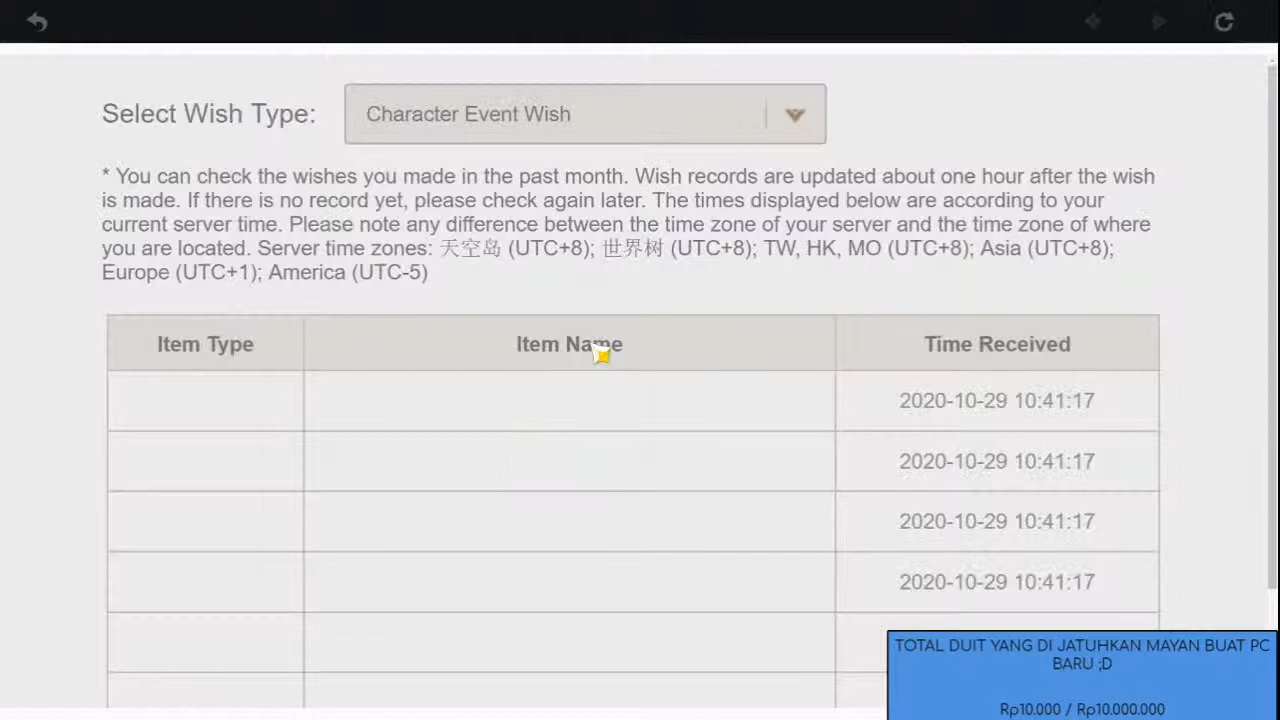 Select Wish Type:
Character Event Wish
* You can check the wishes you made in the past month. Wish records are updated about one hour after the wish
is made. If there is no record yet, please check again later. The times displayed below are according to your
current server time. Please note any difference between the time zone of your server and the time zone of where
you are located. Server time zones: 天空岛 (UTC+8); 世界树 (UTC+8); TW, HK, MO (UTC+8); Asia (UTC+8);
Europe (UTC+1); America (UTC-5)
Item Type Item Name Time Received
2020-10-29 10:41:17
2020-10-29 10:41:17
2020-10-29 10:41:17
2020-10-29 10:41:17
TOTAL DUIT YANG DI JATUHKAN MAYAN BUAT PC
BARU ;D
Rp10.000 / Rp10.000.000